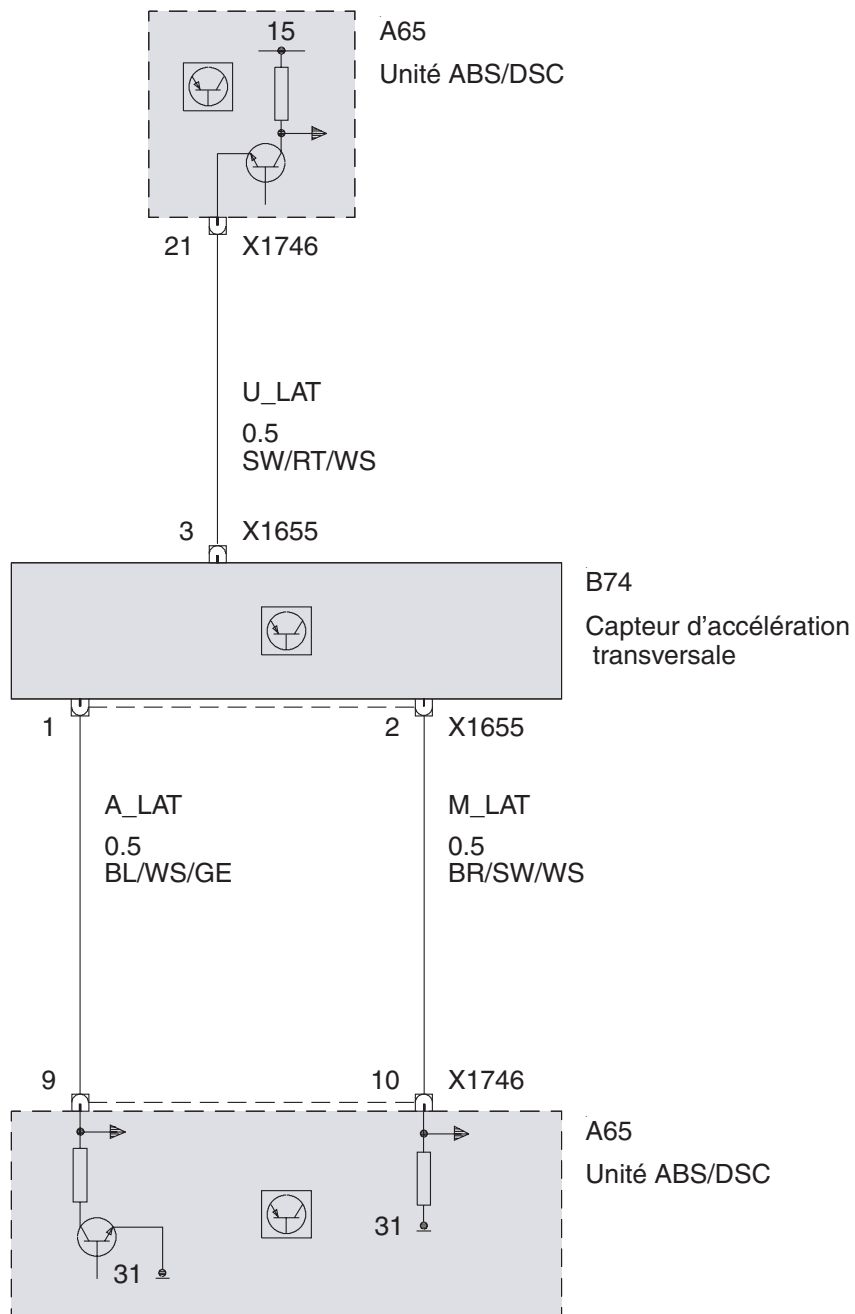 15
A65
Unité ABS/DSC
21 X1746
U_LAT
0.5
SW/RT/WS
3 X1655
B74
Capteur d'accélération
transversale
1
2 X1655
A_LAT
0.5
BL/WS/GE
M_LAT
0.5
BR/SW/WS
9
10 X1746
A65
Unité ABS/DSC
31
31